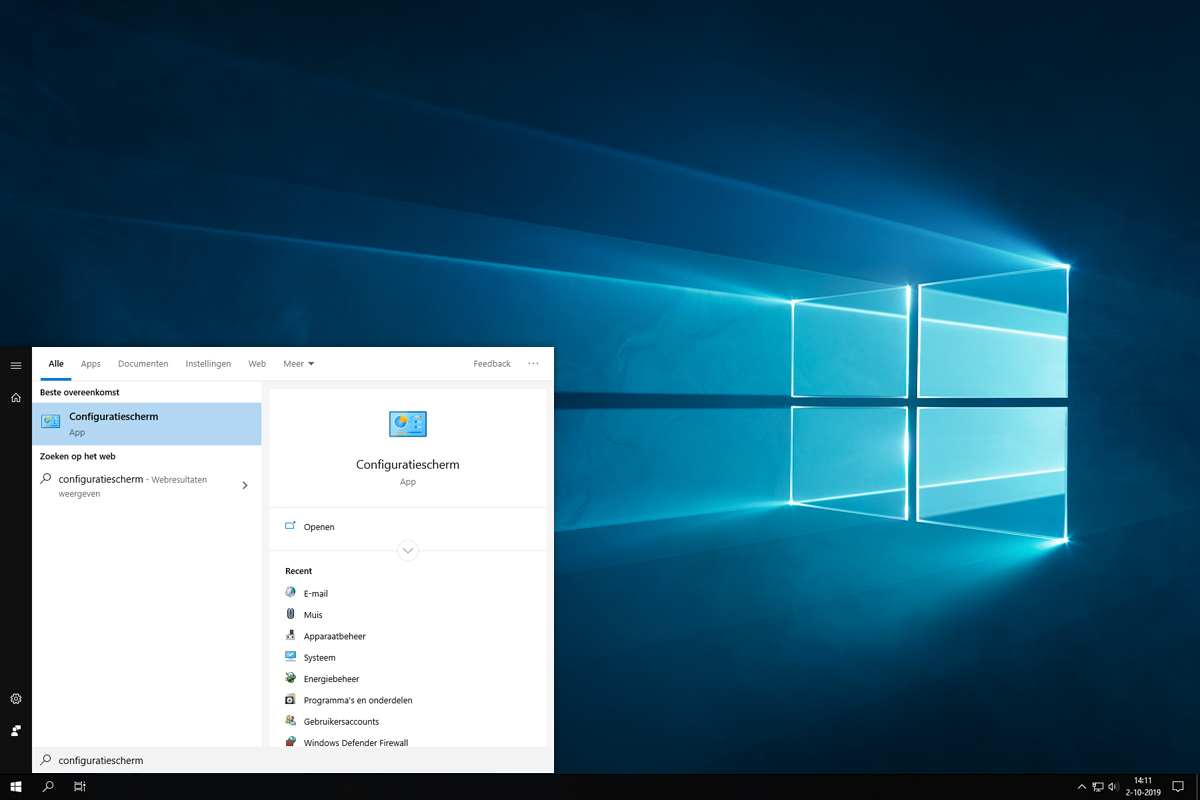 Alle Apps Documenten Instellingen Web Meer Feedback ...
Beste overeenkomst
Configuratiescherm
App
Zoeken op het web
configuratiescherm - Webresultaten
weergeven
Configuratiescherm
App
Openen
Recent
E-mail
Muis
Apparaatbeheer
Systeem
Energiebeheer
Programma's en onderdelen
Gebruikersaccounts
Windows Defender Firewall
configuratiescherm
14:11
2-10-2019